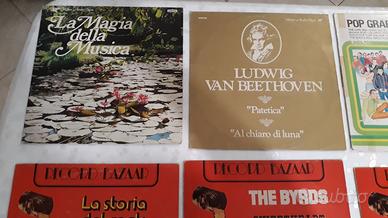 La Magia
della
Musica
LUDWIG
VAN BEETHOVEN
"Patetica"
"Al chiaro di luna"
POP GRA
RECORD BAZAAR
La storia
RECORD BAZAAR
THE BYRDS
subito